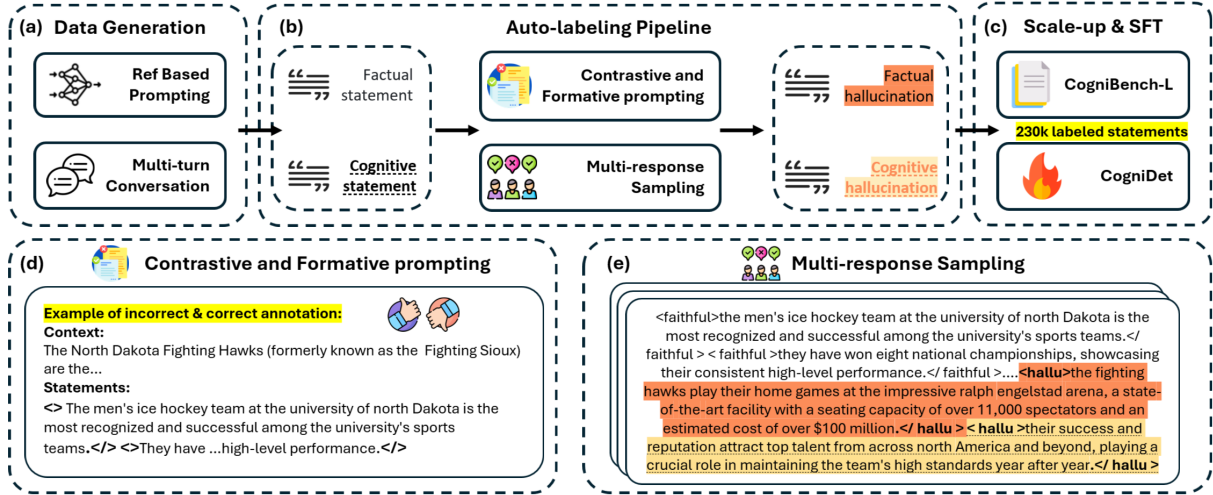 (a) Data Generation
Ref Based
Prompting
Multi-turn
Conversation
(b) Auto-labeling Pipeline
Factual
statement
Cognitive
statement
Contrastive and
Formative prompting
Multi-response
Sampling
Factual
hallucination
Cognitive
hallucination
(c) Scale-up & SFT
CogniBench-L
230k labeled statements
CogniDet
(d) Contrastive and Formative prompting
Example of incorrect & correct annotation:
Context:
The North Dakota Fighting Hawks (formerly known as the Fighting Sioux)
are the...
Statements:
<> The men's ice hockey team at the university of north Dakota is the
most recognized and successful among the university's sports
teams.</> <>They have ...high-level performance.</>
(e) Multi-response Sampling
<faithful>the men's ice hockey team at the university of north Dakota is the
most recognized and successful among the university's sports teams.</
faithful > < faithful >they have won eight national championships, showcasing
their consistent high-level performance.</ faithful >....<hallu>the fighting
hawks play their home games at the impressive ralph engelstad arena, a state-
of-the-art facility with a seating capacity of over 11,000 spectators and an
estimated cost of over $100 million.</ hallu > < hallu >their success and
reputation attract top talent from across north America and beyond, playing a
crucial role in maintaining the team's high standards year after year.</ hallu >